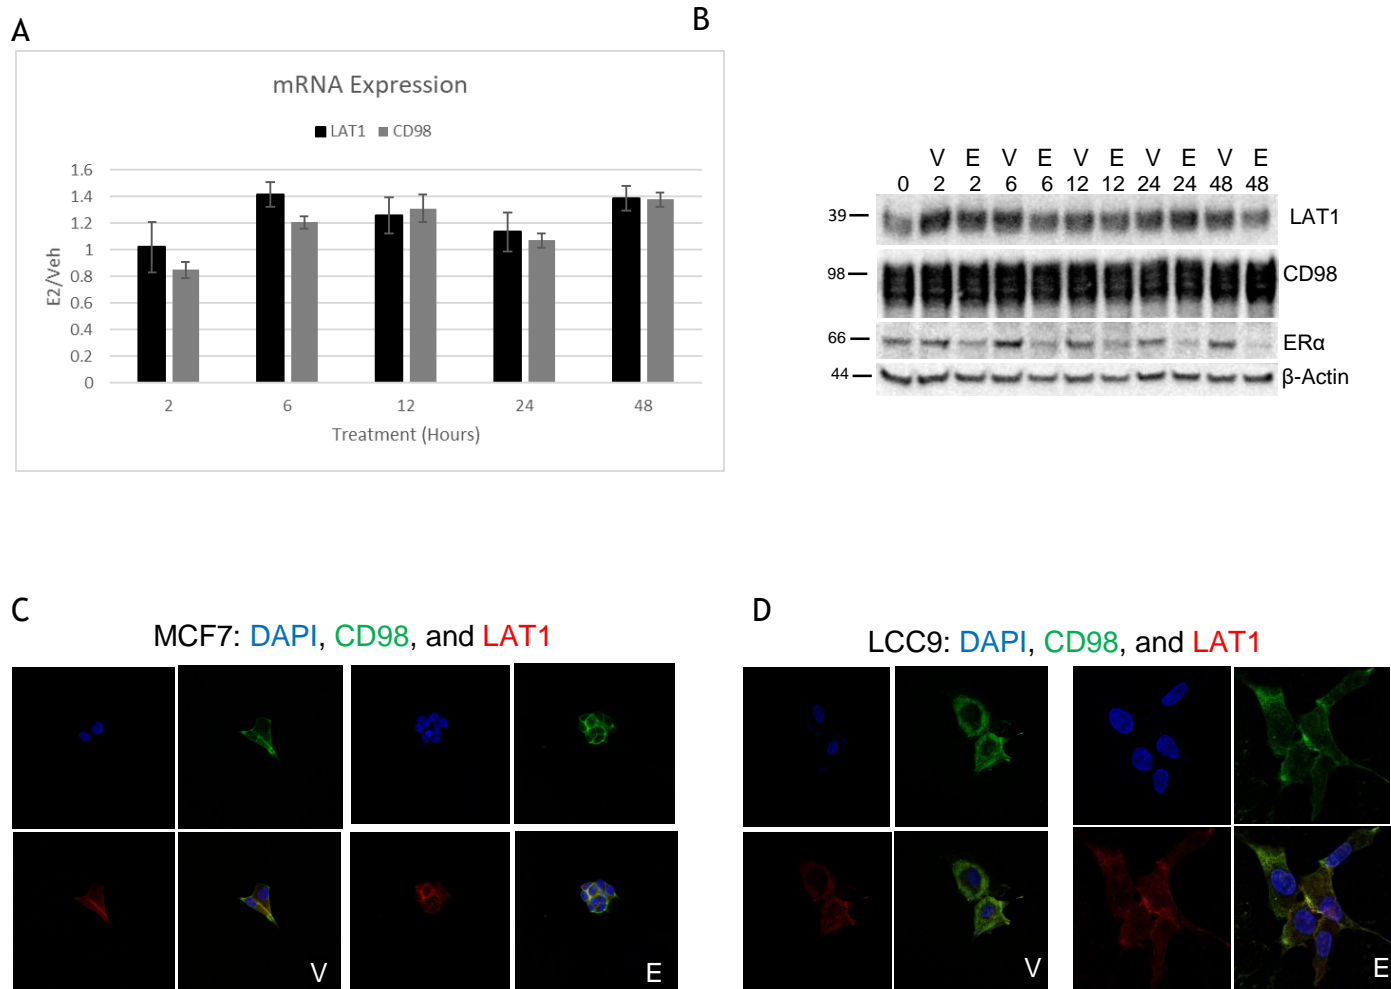 A
mRNA Expression
LAT1 CD98
E2/Veh
1.6
1.4
1.2
1
0.8
0.6
0.4
0.2
0
2 6 12 24 48
Treatment (Hours)
B
V E V E V E V E V E
0 2 2 6 6 12 12 24 24 48 48
39 LAT1
98 CD98
66 ERα
44 β-Actin
C
MCF7: DAPI, CD98, and LAT1
V E
D
LCC9: DAPI, CD98, and LAT1
V E